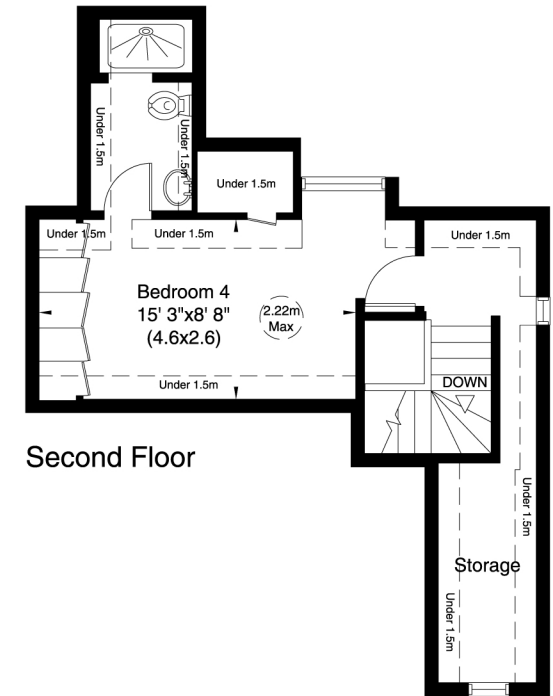 Under 1.5m
Under 1.5m
Under 1.5m
Under 1.5m
Under 1.5m
Under 1.5m
Bedroom 4
15' 3"x8' 8"
(4.6x2.6)
2.22m
Max
Under 1.5m
DOWN
Second Floor
Under 1.5m
Storage
Under 1.5m